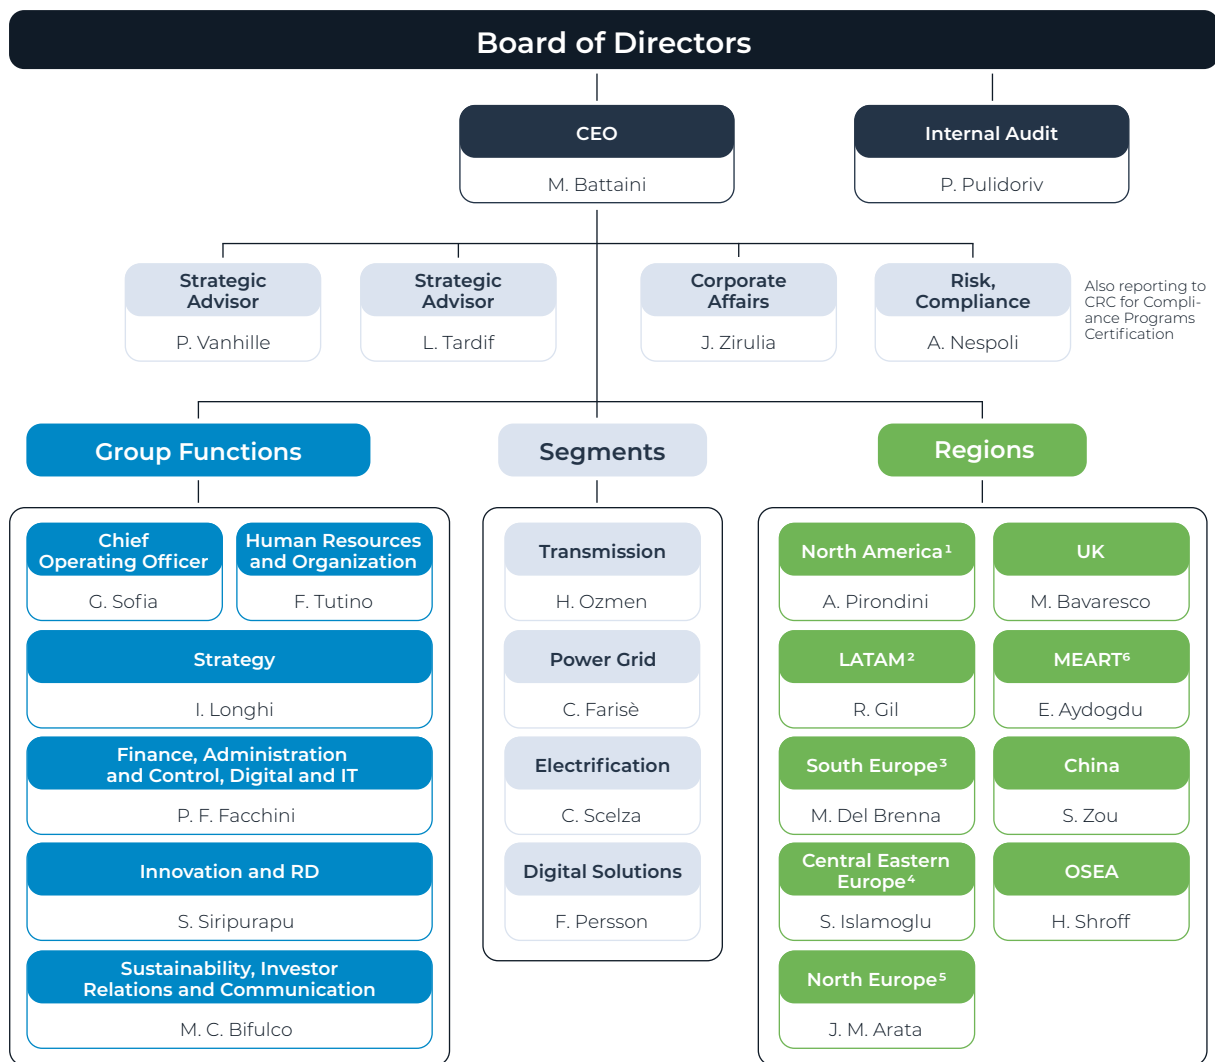 Board of Directors
CEO
M. Battaini
Internal Audit
P. Pulidoriv
Strategic
Advisor
P. Vanhille
Strategic
Advisor
L. Tardif
Corporate
Affairs
J. Zirulia
Risk,
Compliance
A. Nespoli
Also reporting to
CRC for Compli-
ance Programs
Certification
Group Functions
Chief
Operating Officer
G. Sofia
Human Resources
and Organization
F. Tutino
Strategy
I. Longhi
Finance, Administration
and Control, Digital and IT
P. F. Facchini
Innovation and RD
S. Siripurapu
Sustainability, Investor
Relations and Communication
M. C. Bifulco
Segments
Transmission
H. Ozmen
Power Grid
C. Farisè
Electrification
C. Scelza
Digital Solutions
F. Persson
Regions
North America¹
A. Pirondini
UK
M. Bavaresco
LATAM²
R. Gil
MEART⁶
E. Aydogdu
South Europe³
M. Del Brenna
China
S. Zou
Central Eastern
Europe⁴
S. Islamoglu
OSEA
H. Shroff
North Europe⁵
J. M. Arata